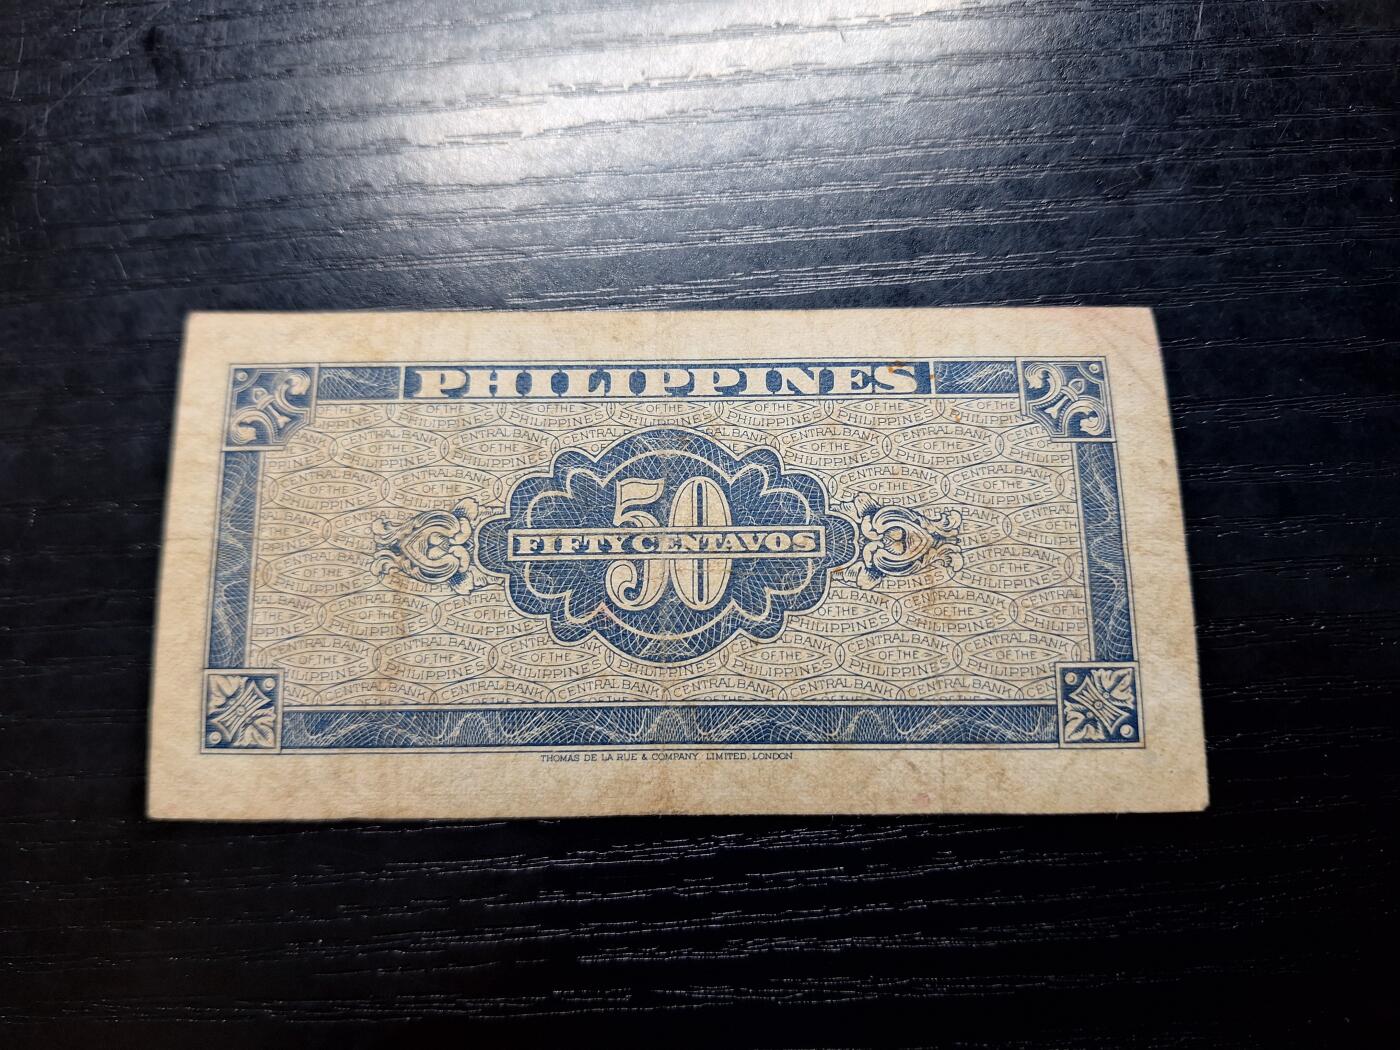 PHILIPPINES
CENTRAL BANK
OF THE
PHILIPPINES
50
FIFTY CENTAVOS
THOMAS DE LA RUE & COMPANY, LIMITED, LONDON